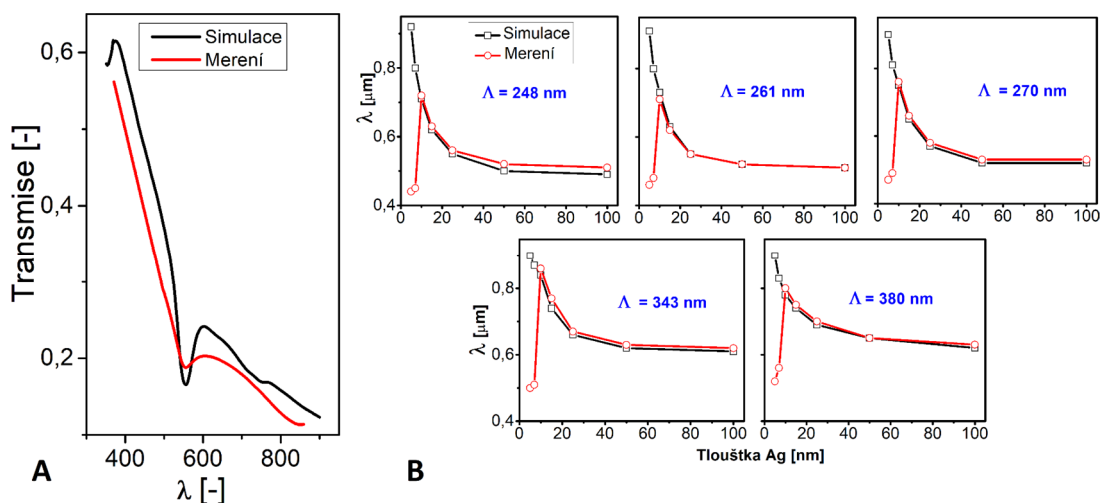 A
Transmise [-]
0,6
0,4
0,2
400 600 800
λ [-]
Simulace
Merení
B
λ [μm]
0,8
0,6
0,4
0 20 40 60 80 100
Simulace
Merení
Λ = 248 nm
0 20 40 60 80 100
Λ = 261 nm
0 20 40 60 80 100
Λ = 270 nm
λ [μm]
0,8
0,6
0,4
0 20 40 60 80 100
Λ = 343 nm
0 20 40 60 80 100
Λ = 380 nm
Tlouštka Ag [nm]